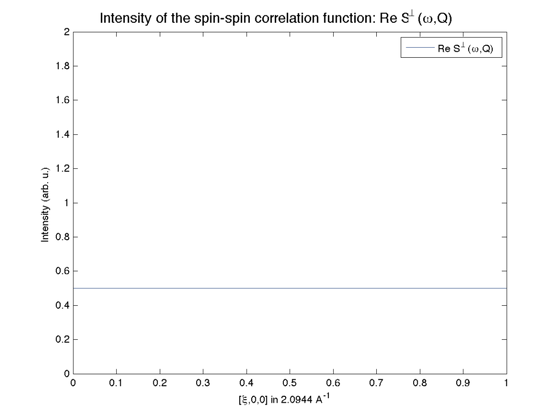 Intensity of the spin-spin correlation function: Re S⊥(ω,Q)
Re S⊥(ω,Q)
2
1.8
1.6
1.4
1.2
1
0.8
0.6
0.4
0.2
0
Intensity (arb. u.)
0 0.1 0.2 0.3 0.4 0.5 0.6 0.7 0.8 0.9 1
[ξ,0,0] in 2.0944 A⁻¹